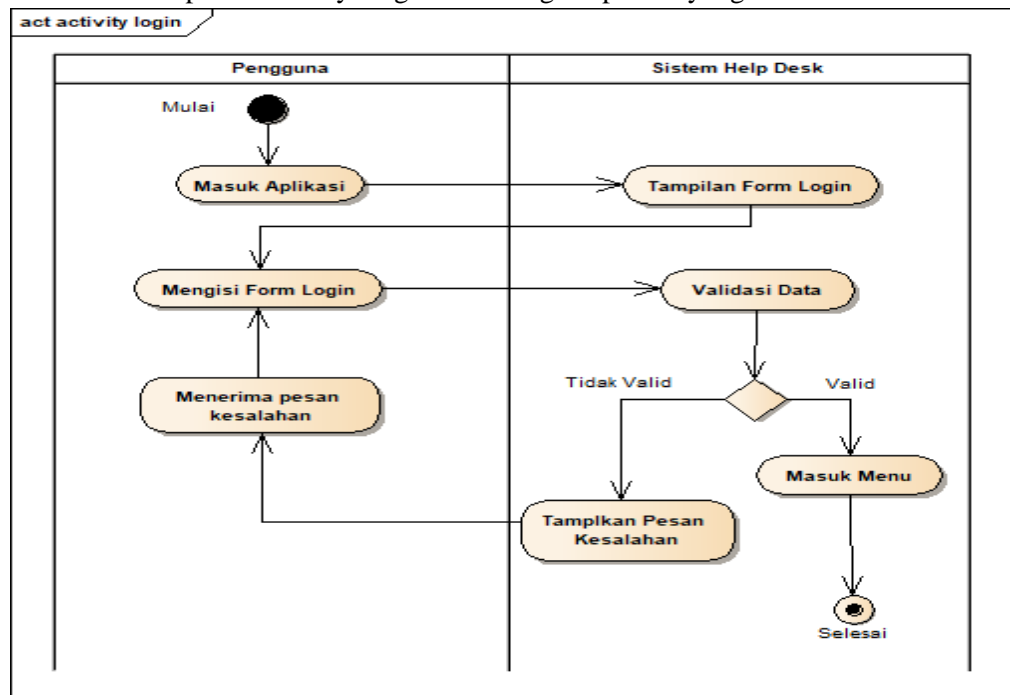 act activity login
Pengguna
Sistem Help Desk
Mulai
Masuk Aplikasi
Tampilan Form Login
Mengisi Form Login
Validasi Data
Tidak Valid
Valid
Menerima pesan
kesalahan
Masuk Menu
Tamplkan Pesan
Kesalahan
Selesai